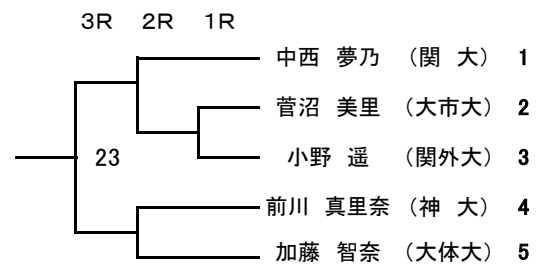 3R 2R 1R
中西 夢乃 （関 大） 1
菅沼 美里 （大市大） 2
23 小野 遥 （関外大） 3
前川 真里奈 （神 大） 4
加藤 智奈 （大体大） 5